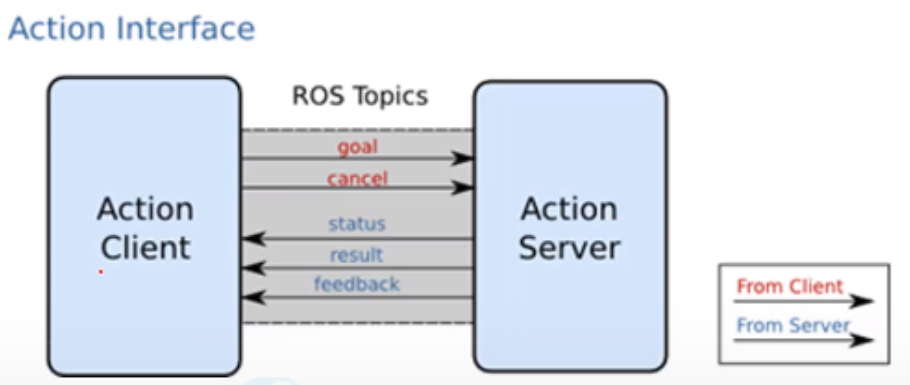 Action Interface
ROS Topics
Action
Client
goal
cancel
status
result
feedback
Action
Server
From Client
From Server